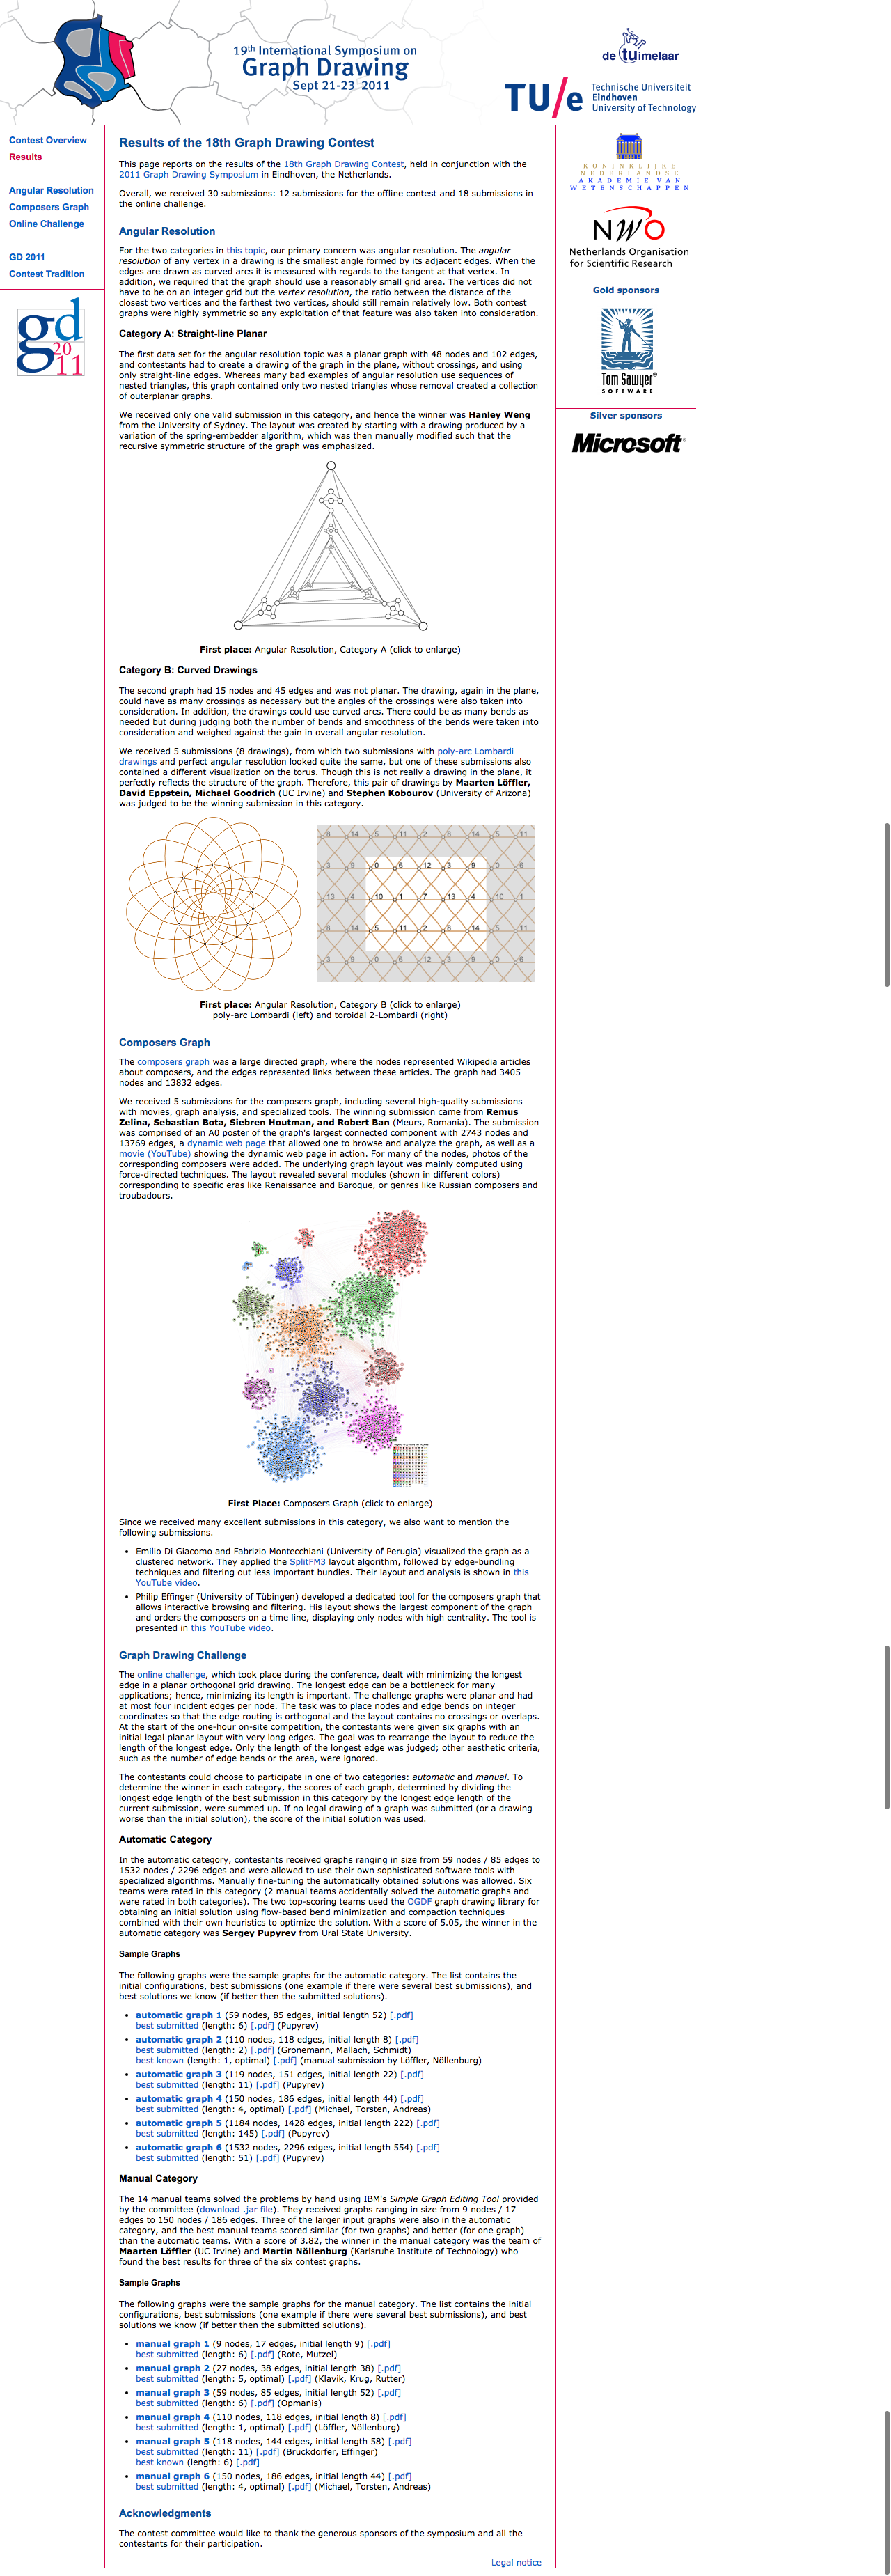 19th International Symposium on
Graph Drawing
Sept 21-23 2011
de tUimelaar
TU/e Technische Universiteit
Eindhoven
University of Technology
Contest Overview
Results
Angular Resolution
Composers Graph
Online Challenge
GD 2011
Contest Tradition
gd
2011
KONINKLIJKE
NEDERLANDSE
AKADEMIE VAN
WETENSCHAPPEN
NWO
Netherlands Organisation
for Scientific Research
Gold sponsors
Tom Sawyer®
SOFTWARE
Silver sponsors
Microsoft®
Results of the 18th Graph Drawing Contest
This page reports on the results of the 18th Graph Drawing Contest, held in conjunction with the
2011 Graph Drawing Symposium in Eindhoven, the Netherlands.
Overall, we received 30 submissions: 12 submissions for the offline contest and 18 submissions in
the online challenge.
Angular Resolution
For the two categories in this topic, our primary concern was angular resolution. The angular
resolution of any vertex in a drawing is the smallest angle formed by its adjacent edges. When the
edges are drawn as curved arcs it is measured with regards to the tangent at that vertex. In
addition, we required that the graph should use a reasonably small grid area. The vertices did not
have to be on an integer grid but the vertex resolution, the ratio between the distance of the
closest two vertices and the farthest two vertices, should still remain relatively low. Both contest
graphs were highly symmetric so any exploitation of that feature was also taken into consideration.
Category A: Straight-line Planar
The first data set for the angular resolution topic was a planar graph with 48 nodes and 102 edges,
and contestants had to create a drawing of the graph in the plane, without crossings, and using
only straight-line edges. Whereas many bad examples of angular resolution use sequences of
nested triangles, this graph contained only two nested triangles whose removal created a collection
of outerplanar graphs.
We received only one valid submission in this category, and hence the winner was Hanley Weng
from the University of Sydney. The layout was created by starting with a drawing produced by a
variation of the spring-embedder algorithm, which was then manually modified such that the
recursive symmetric structure of the graph was emphasized.
First place: Angular Resolution, Category A (click to enlarge)
Category B: Curved Drawings
The second graph had 15 nodes and 45 edges and was not planar. The drawing, again in the plane,
could have as many crossings as necessary but the angles of the crossings were also taken into
consideration. In addition, the drawings could use curved arcs. There could be as many bends as
needed but during judging both the number of bends and smoothness of the bends were taken into
consideration and weighed against the gain in overall angular resolution.
We received 5 submissions (8 drawings), from which two submissions with poly-arc Lombardi
drawings and perfect angular resolution looked quite the same, but one of these submissions also
contained a different visualization on the torus. Though this is not really a drawing in the plane, it
perfectly reflects the structure of the graph. Therefore, this pair of drawings by Maarten Löffler,
David Eppstein, Michael Goodrich (UC Irvine) and Stephen Kobourov (University of Arizona)
was judged to be the winning submission in this category.
8 14 5 11 2 8 14 5 11
3 9 0 6 12 3 9 0 6
13 4 10 1 7 13 4 10 1
8 14 5 11 2 8 14 5 11
3 9 0 6 12 3 9 0 6
First place: Angular Resolution, Category B (click to enlarge)
poly-arc Lombardi (left) and toroidal 2-Lombardi (right)
Composers Graph
The composers graph was a large directed graph, where the nodes represented Wikipedia articles
about composers, and the edges represented links between these articles. The graph had 3405
nodes and 13832 edges.
We received 5 submissions for the composers graph, including several high-quality submissions
with movies, graph analysis, and specialized tools. The winning submission came from Remus
Zelina, Sebastian Bota, Siebren Houtman, and Robert Ban (Meurs, Romania). The submission
was comprised of an A0 poster of the graph's largest connected component with 2743 nodes and
13769 edges, a dynamic web page that allowed one to browse and analyze the graph, as well as a
movie (YouTube) showing the dynamic web page in action. For many of the nodes, photos of the
corresponding composers were added. The underlying graph layout was mainly computed using
force-directed techniques. The layout revealed several modules (shown in different colors)
corresponding to specific eras like Renaissance and Baroque, or genres like Russian composers and
troubadours.
First Place: Composers Graph (click to enlarge)
Since we received many excellent submissions in this category, we also want to mention the
following submissions.
• Emilio Di Giacomo and Fabrizio Montecchiani (University of Perugia) visualized the graph as a
clustered network. They applied the SplitFM3 layout algorithm, followed by edge-bundling
techniques and filtering out less important bundles. Their layout and analysis is shown in this
YouTube video.
• Philip Effinger (University of Tübingen) developed a dedicated tool for the composers graph that
allows interactive browsing and filtering. His layout shows the largest component of the graph
and orders the composers on a time line, displaying only nodes with high centrality. The tool is
presented in this YouTube video.
Graph Drawing Challenge
The online challenge, which took place during the conference, dealt with minimizing the longest
edge in a planar orthogonal grid drawing. The longest edge can be a bottleneck for many
applications; hence, minimizing its length is important. The challenge graphs were planar and had
at most four incident edges per node. The task was to place nodes and edge bends on integer
coordinates so that the edge routing is orthogonal and the layout contains no crossings or overlaps.
At the start of the one-hour on-site competition, the contestants were given six graphs with an
initial legal planar layout with very long edges. The goal was to rearrange the layout to reduce the
length of the longest edge. Only the length of the longest edge was judged; other aesthetic criteria,
such as the number of edge bends or the area, were ignored.
The contestants could choose to participate in one of two categories: automatic and manual. To
determine the winner in each category, the scores of each graph, determined by dividing the
longest edge length of the best submission in this category by the longest edge length of the
current submission, were summed up. If no legal drawing of a graph was submitted (or a drawing
worse than the initial solution), the score of the initial solution was used.
Automatic Category
In the automatic category, contestants received graphs ranging in size from 59 nodes / 85 edges to
1532 nodes / 2296 edges and were allowed to use their own sophisticated software tools with
specialized algorithms. Manually fine-tuning the automatically obtained solutions was allowed. Six
teams were rated in this category (2 manual teams accidentally solved the automatic graphs and
were rated in both categories). The two top-scoring teams used the OGDF graph drawing library for
obtaining an initial solution using flow-based bend minimization and compaction techniques
combined with their own heuristics to optimize the solution. With a score of 5.05, the winner in the
automatic category was Sergey Pupyrev from Ural State University.
Sample Graphs
The following graphs were the sample graphs for the automatic category. The list contains the
initial configurations, best submissions (one example if there were several best submissions), and
best solutions we know (if better then the submitted solutions).
• automatic graph 1 (59 nodes, 85 edges, initial length 52) [.pdf]
best submitted (length: 6) [.pdf] (Pupyrev)
• automatic graph 2 (110 nodes, 118 edges, initial length 8) [.pdf]
best submitted (length: 2) [.pdf] (Gronemann, Mallach, Schmidt)
best known (length: 1, optimal) [.pdf] (manual submission by Löffler, Nöllenburg)
• automatic graph 3 (119 nodes, 151 edges, initial length 22) [.pdf]
best submitted (length: 11) [.pdf] (Pupyrev)
• automatic graph 4 (150 nodes, 186 edges, initial length 44) [.pdf]
best submitted (length: 4, optimal) [.pdf] (Michael, Torsten, Andreas)
• automatic graph 5 (1184 nodes, 1428 edges, initial length 222) [.pdf]
best submitted (length: 145) [.pdf] (Pupyrev)
• automatic graph 6 (1532 nodes, 2296 edges, initial length 554) [.pdf]
best submitted (length: 51) [.pdf] (Pupyrev)
Manual Category
The 14 manual teams solved the problems by hand using IBM's Simple Graph Editing Tool provided
by the committee (download .jar file). They received graphs ranging in size from 9 nodes / 17
edges to 150 nodes / 186 edges. Three of the larger input graphs were also in the automatic
category, and the best manual teams scored similar (for two graphs) and better (for one graph)
than the automatic teams. With a score of 3.82, the winner in the manual category was the team of
Maarten Löffler (UC Irvine) and Martin Nöllenburg (Karlsruhe Institute of Technology) who
found the best results for three of the six contest graphs.
Sample Graphs
The following graphs were the sample graphs for the manual category. The list contains the initial
configurations, best submissions (one example if there were several best submissions), and best
solutions we know (if better then the submitted solutions).
• manual graph 1 (9 nodes, 17 edges, initial length 9) [.pdf]
best submitted (length: 6) [.pdf] (Rote, Mutzel)
• manual graph 2 (27 nodes, 38 edges, initial length 38) [.pdf]
best submitted (length: 5, optimal) [.pdf] (Klavik, Krug, Rutter)
• manual graph 3 (59 nodes, 85 edges, initial length 52) [.pdf]
best submitted (length: 6) [.pdf] (Opmanis)
• manual graph 4 (110 nodes, 118 edges, initial length 8) [.pdf]
best submitted (length: 1, optimal) [.pdf] (Löffler, Nöllenburg)
• manual graph 5 (118 nodes, 144 edges, initial length 58) [.pdf]
best submitted (length: 11) [.pdf] (Bruckdorfer, Effinger)
best known (length: 6) [.pdf]
• manual graph 6 (150 nodes, 186 edges, initial length 44) [.pdf]
best submitted (length: 4, optimal) [.pdf] (Michael, Torsten, Andreas)
Acknowledgments
The contest committee would like to thank the generous sponsors of the symposium and all the
contestants for their participation.
Legal notice